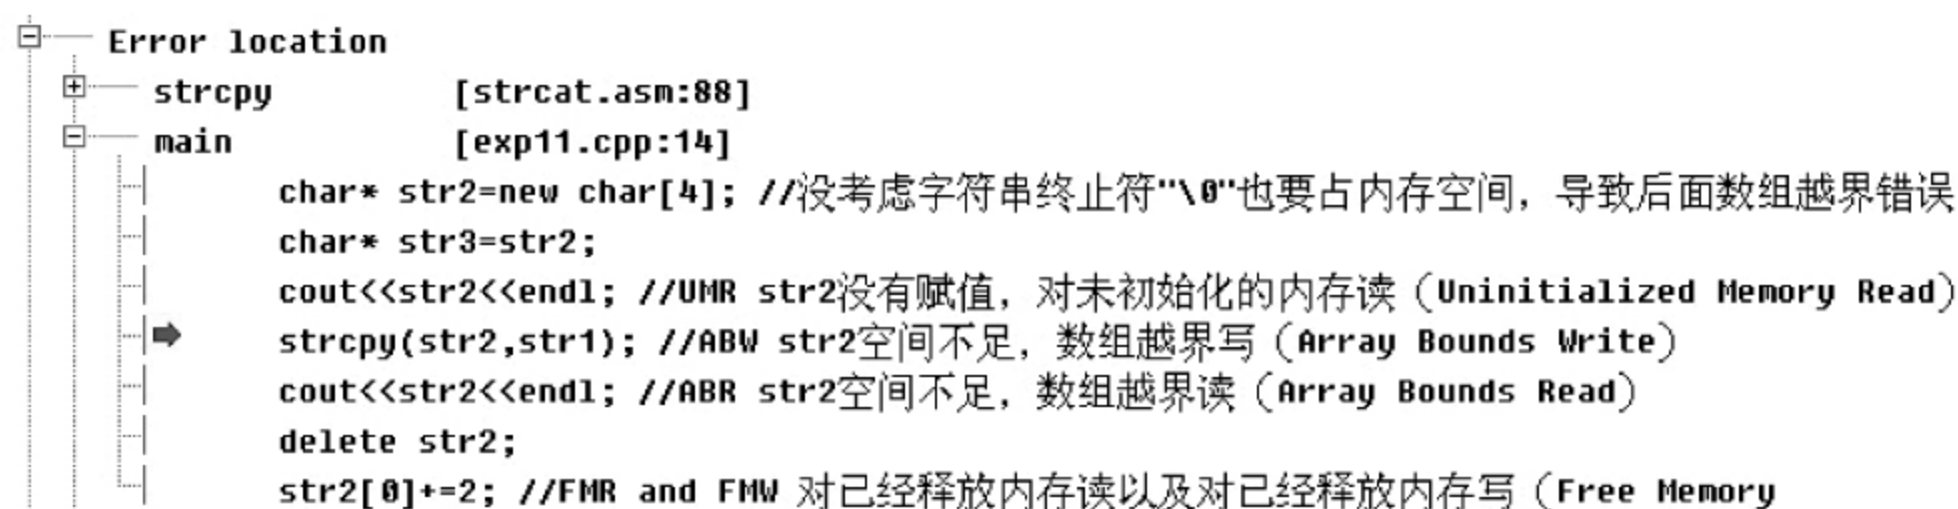 Error location
strcpy [strcat.asm:88]
main [exp11.cpp:14]
char* str2=new char[4]; //没考虑字符串终止符"\0"也要占内存空间，导致后面数组越界错误
char* str3=str2;
cout<<str2<<endl; //UMR str2没有赋值，对未初始化的内存读（Uninitialized Memory Read）
strcpy(str2,str1); //ABW str2空间不足，数组越界写（Array Bounds Write）
cout<<str2<<endl; //ABR str2空间不足，数组越界读（Array Bounds Read）
delete str2;
str2[0]+=2; //FMR and FMW 对已经释放内存读以及对已经释放内存写（Free Memory